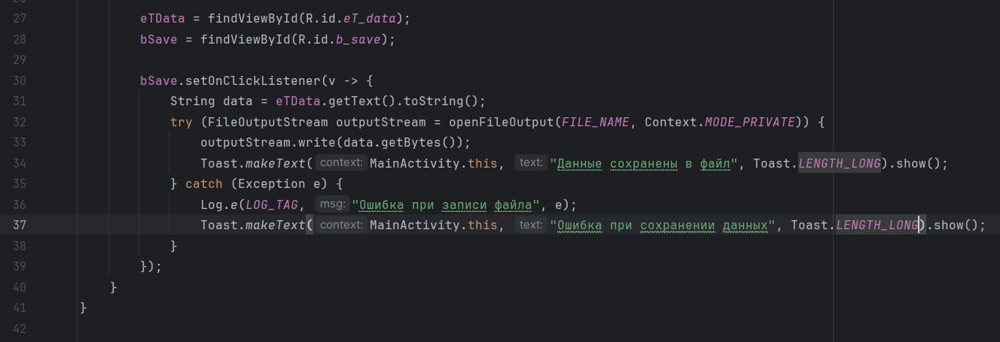 27 eTData = findViewById(R.id.eT_data);
28 bSave = findViewById(R.id.b_save);
29
30 bSave.setOnClickListener(v -> {
31 String data = eTData.getText().toString();
32 try (FileOutputStream outputStream = openFileOutput(FILE_NAME, Context.MODE_PRIVATE)) {
33 outputStream.write(data.getBytes());
34 Toast.makeText( context: MainActivity.this, text: "Данные сохранены в файл", Toast.LENGTH_LONG).show();
35 } catch (Exception e) {
36 Log.e(LOG_TAG, msg: "Ошибка при записи файла", e);
37 Toast.makeText( context: MainActivity.this, text: "Ошибка при сохранении данных", Toast.LENGTH_LONG).show();
38 }
39 });
40 }
41 }
42